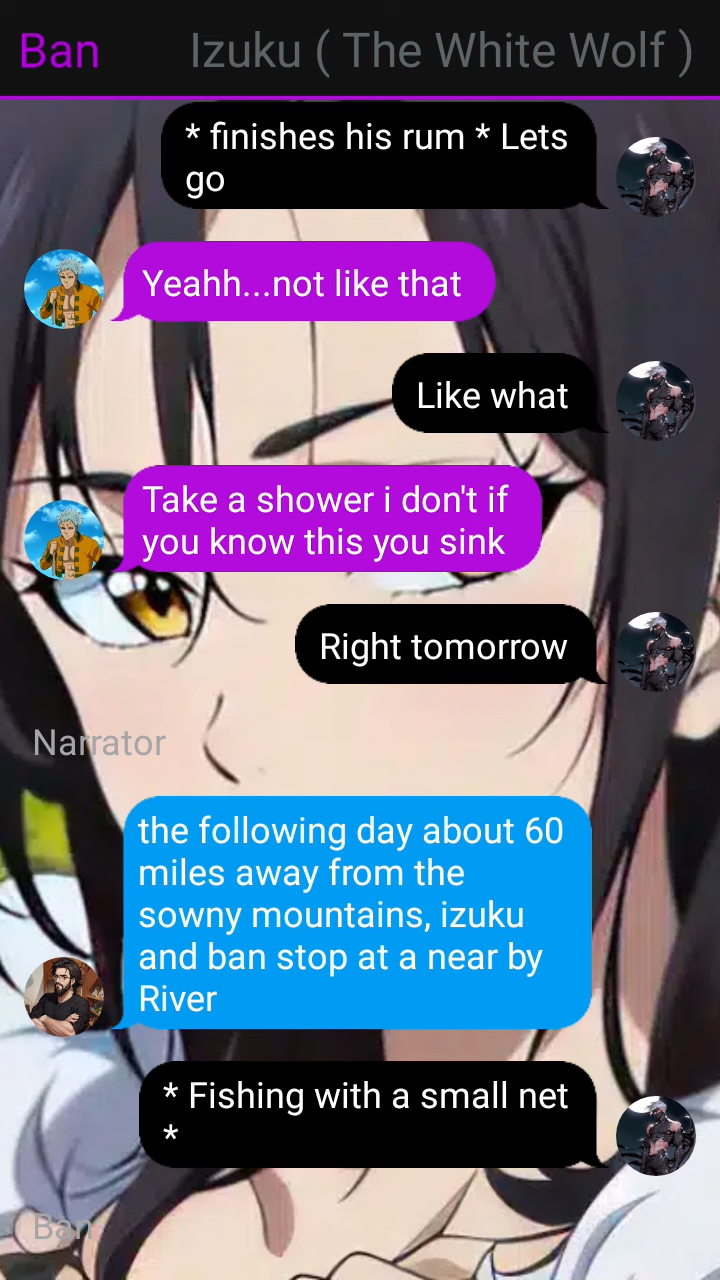 Ban
Izuku ( The White Wolf )
* finishes his rum * Lets
go
Yeahh...not like that
Like what
Take a shower i don't if
you know this you sink
Right tomorrow
Narrator
the following day about 60
miles away from the
sowny mountains, izuku
and ban stop at a near by
River
* Fishing with a small net
*
Ban